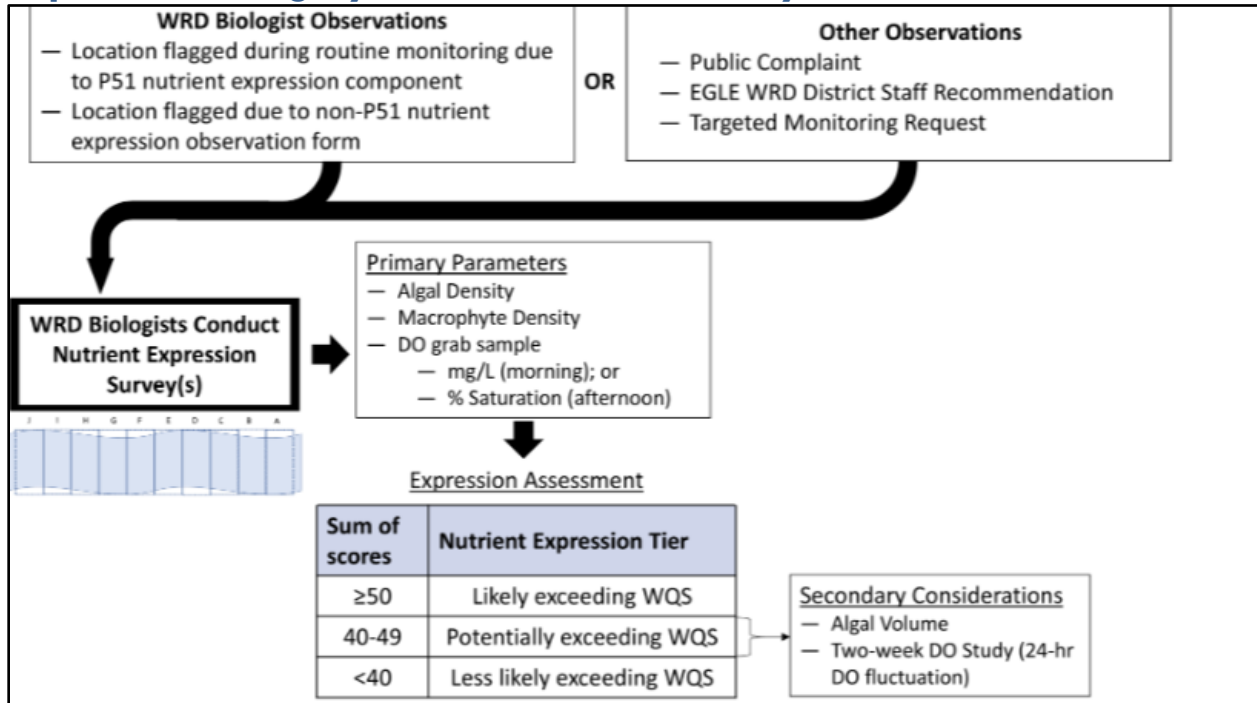 WRD Biologist Observations
— Location flagged during routine monitoring due
to P51 nutrient expression component
— Location flagged due to non-P51 nutrient
expression observation form
OR
Other Observations
— Public Complaint
— EGLE WRD District Staff Recommendation
— Targeted Monitoring Request
WRD Biologists Conduct
Nutrient Expression
Survey(s)
J I H G F E D C B A
Primary Parameters
— Algal Density
— Macrophyte Density
— DO grab sample
— mg/L (morning); or
— % Saturation (afternoon)
Expression Assessment
Sum of
scores
Nutrient Expression Tier
≥50 Likely exceeding WQS
40-49 Potentially exceeding WQS
<40 Less likely exceeding WQS
Secondary Considerations
— Algal Volume
— Two-week DO Study (24-hr
DO fluctuation)